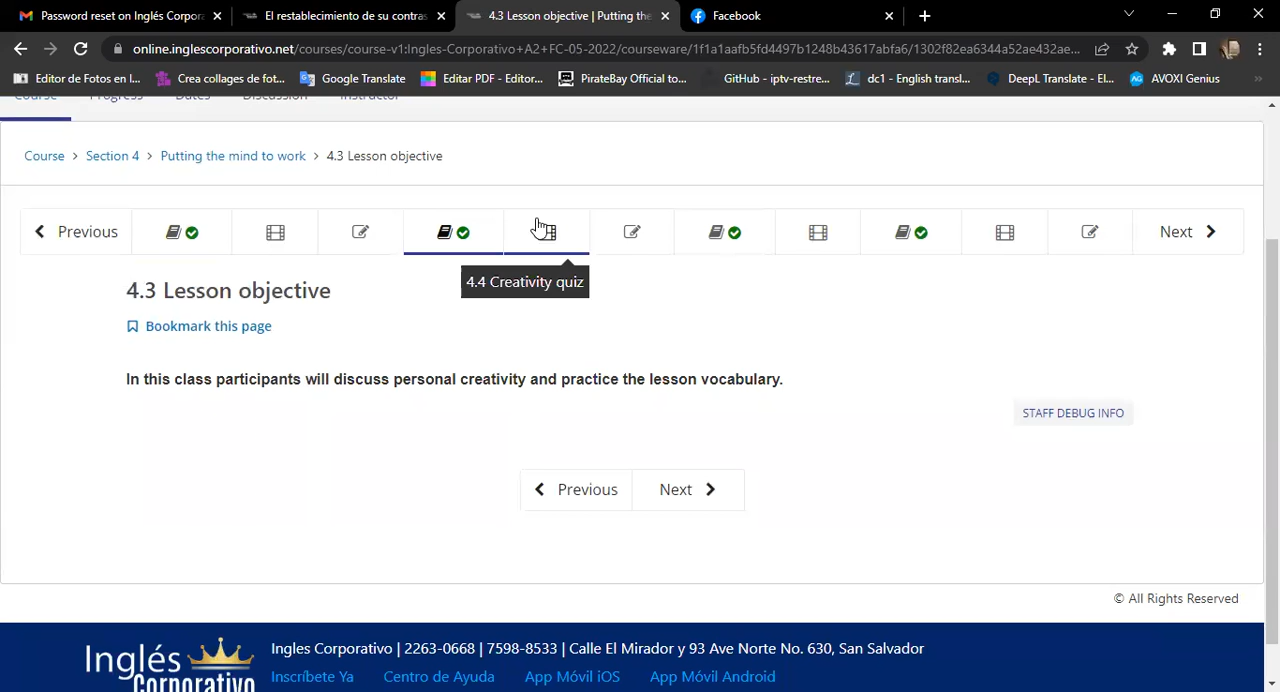 Password reset on Inglés Corpora
El restablecimiento de su contras
4.3 Lesson objective | Putting the
Facebook
online.inglescorporativo.net/courses/course-v1:Ingles-Corporativo+A2+FC-05-2022/courseware/1f1a1aafb5fd4497b1248b43617abfa6/1302f82ea6344a52ae432ae...
Editor de Fotos en l...
Crea collages de fot...
Google Translate
Editar PDF - Editor...
PirateBay Official to...
GitHub - iptv-restre...
dc1 - English transl...
DeepL Translate - El...
AVOXI Genius
Course Progress Dates Discussion Instructor
Course > Section 4 > Putting the mind to work > 4.3 Lesson objective
Previous
Next
4.4 Creativity quiz
4.3 Lesson objective
Bookmark this page
In this class participants will discuss personal creativity and practice the lesson vocabulary.
STAFF DEBUG INFO
Previous Next
© All Rights Reserved
Inglés
Corporativo
Ingles Corporativo | 2263-0668 | 7598-8533 | Calle El Mirador y 93 Ave Norte No. 630, San Salvador
Inscríbete Ya Centro de Ayuda App Móvil iOS App Móvil Android